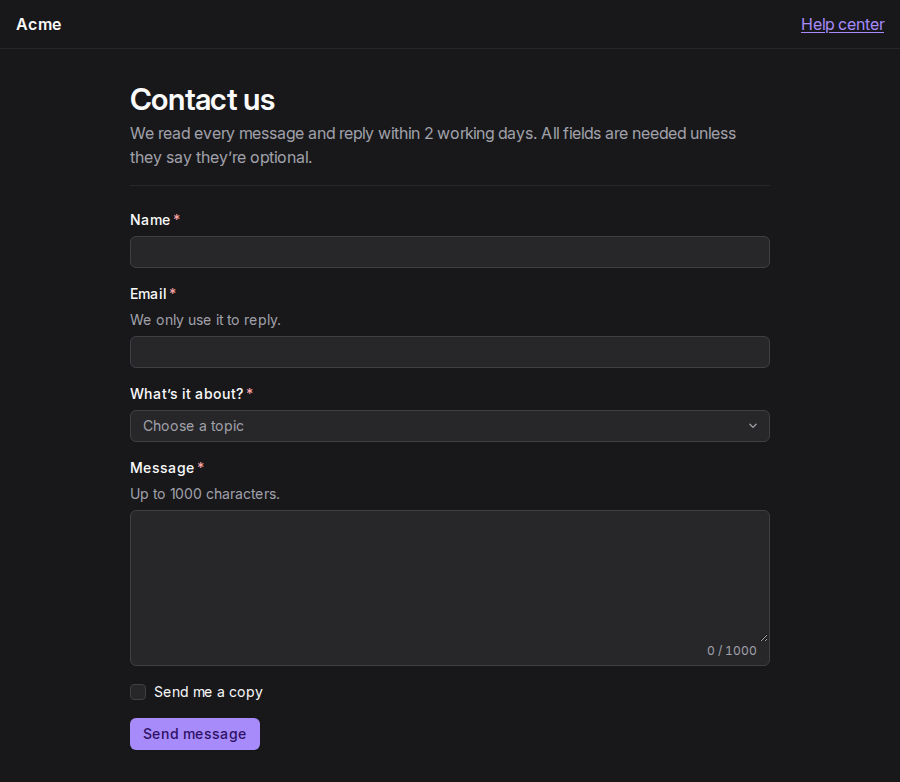 Acme
Help center
Contact us
We read every message and reply within 2 working days. All fields are needed unless
they say they’re optional.
Name *
Email *
We only use it to reply.
What’s it about? *
Choose a topic
Message *
Up to 1000 characters.
0 / 1000
Send me a copy
Send message